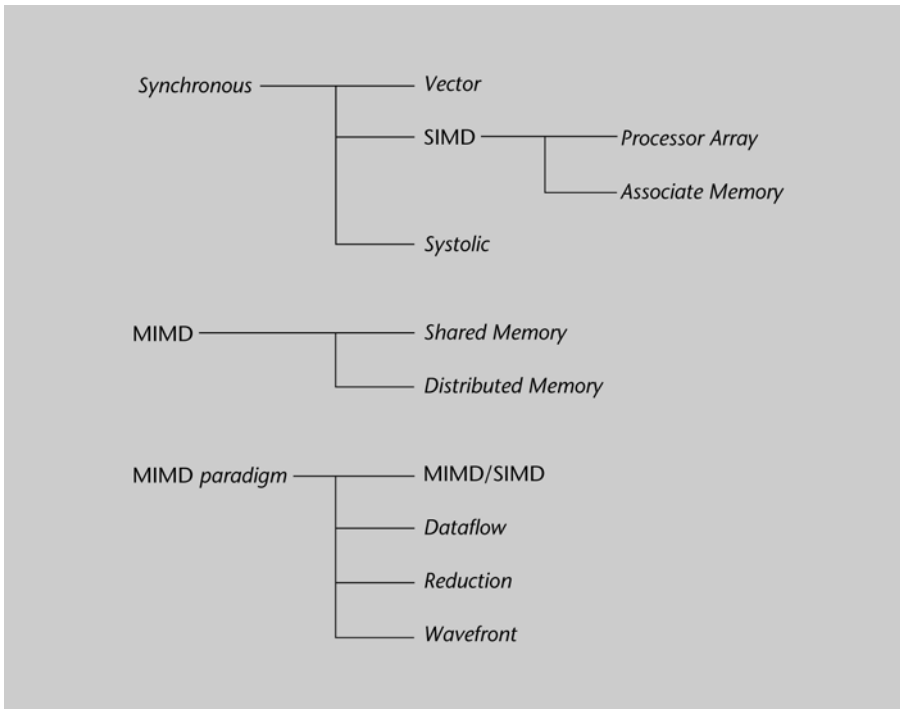 Synchronous
Vector
SIMD
Processor Array
Associate Memory
Systolic
MIMD
Shared Memory
Distributed Memory
MIMD paradigm
MIMD/SIMD
Dataflow
Reduction
Wavefront